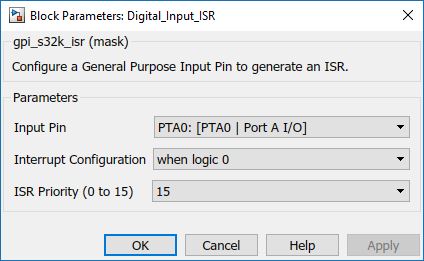 Block Parameters: Digital_Input_ISR
gpi_s32k_isr (mask)
Configure a General Purpose Input Pin to generate an ISR.
Parameters
Input Pin PTA0: [PTA0 | Port A I/O]
Interrupt Configuration when logic 0
ISR Priority (0 to 15) 15
OK Cancel Help Apply